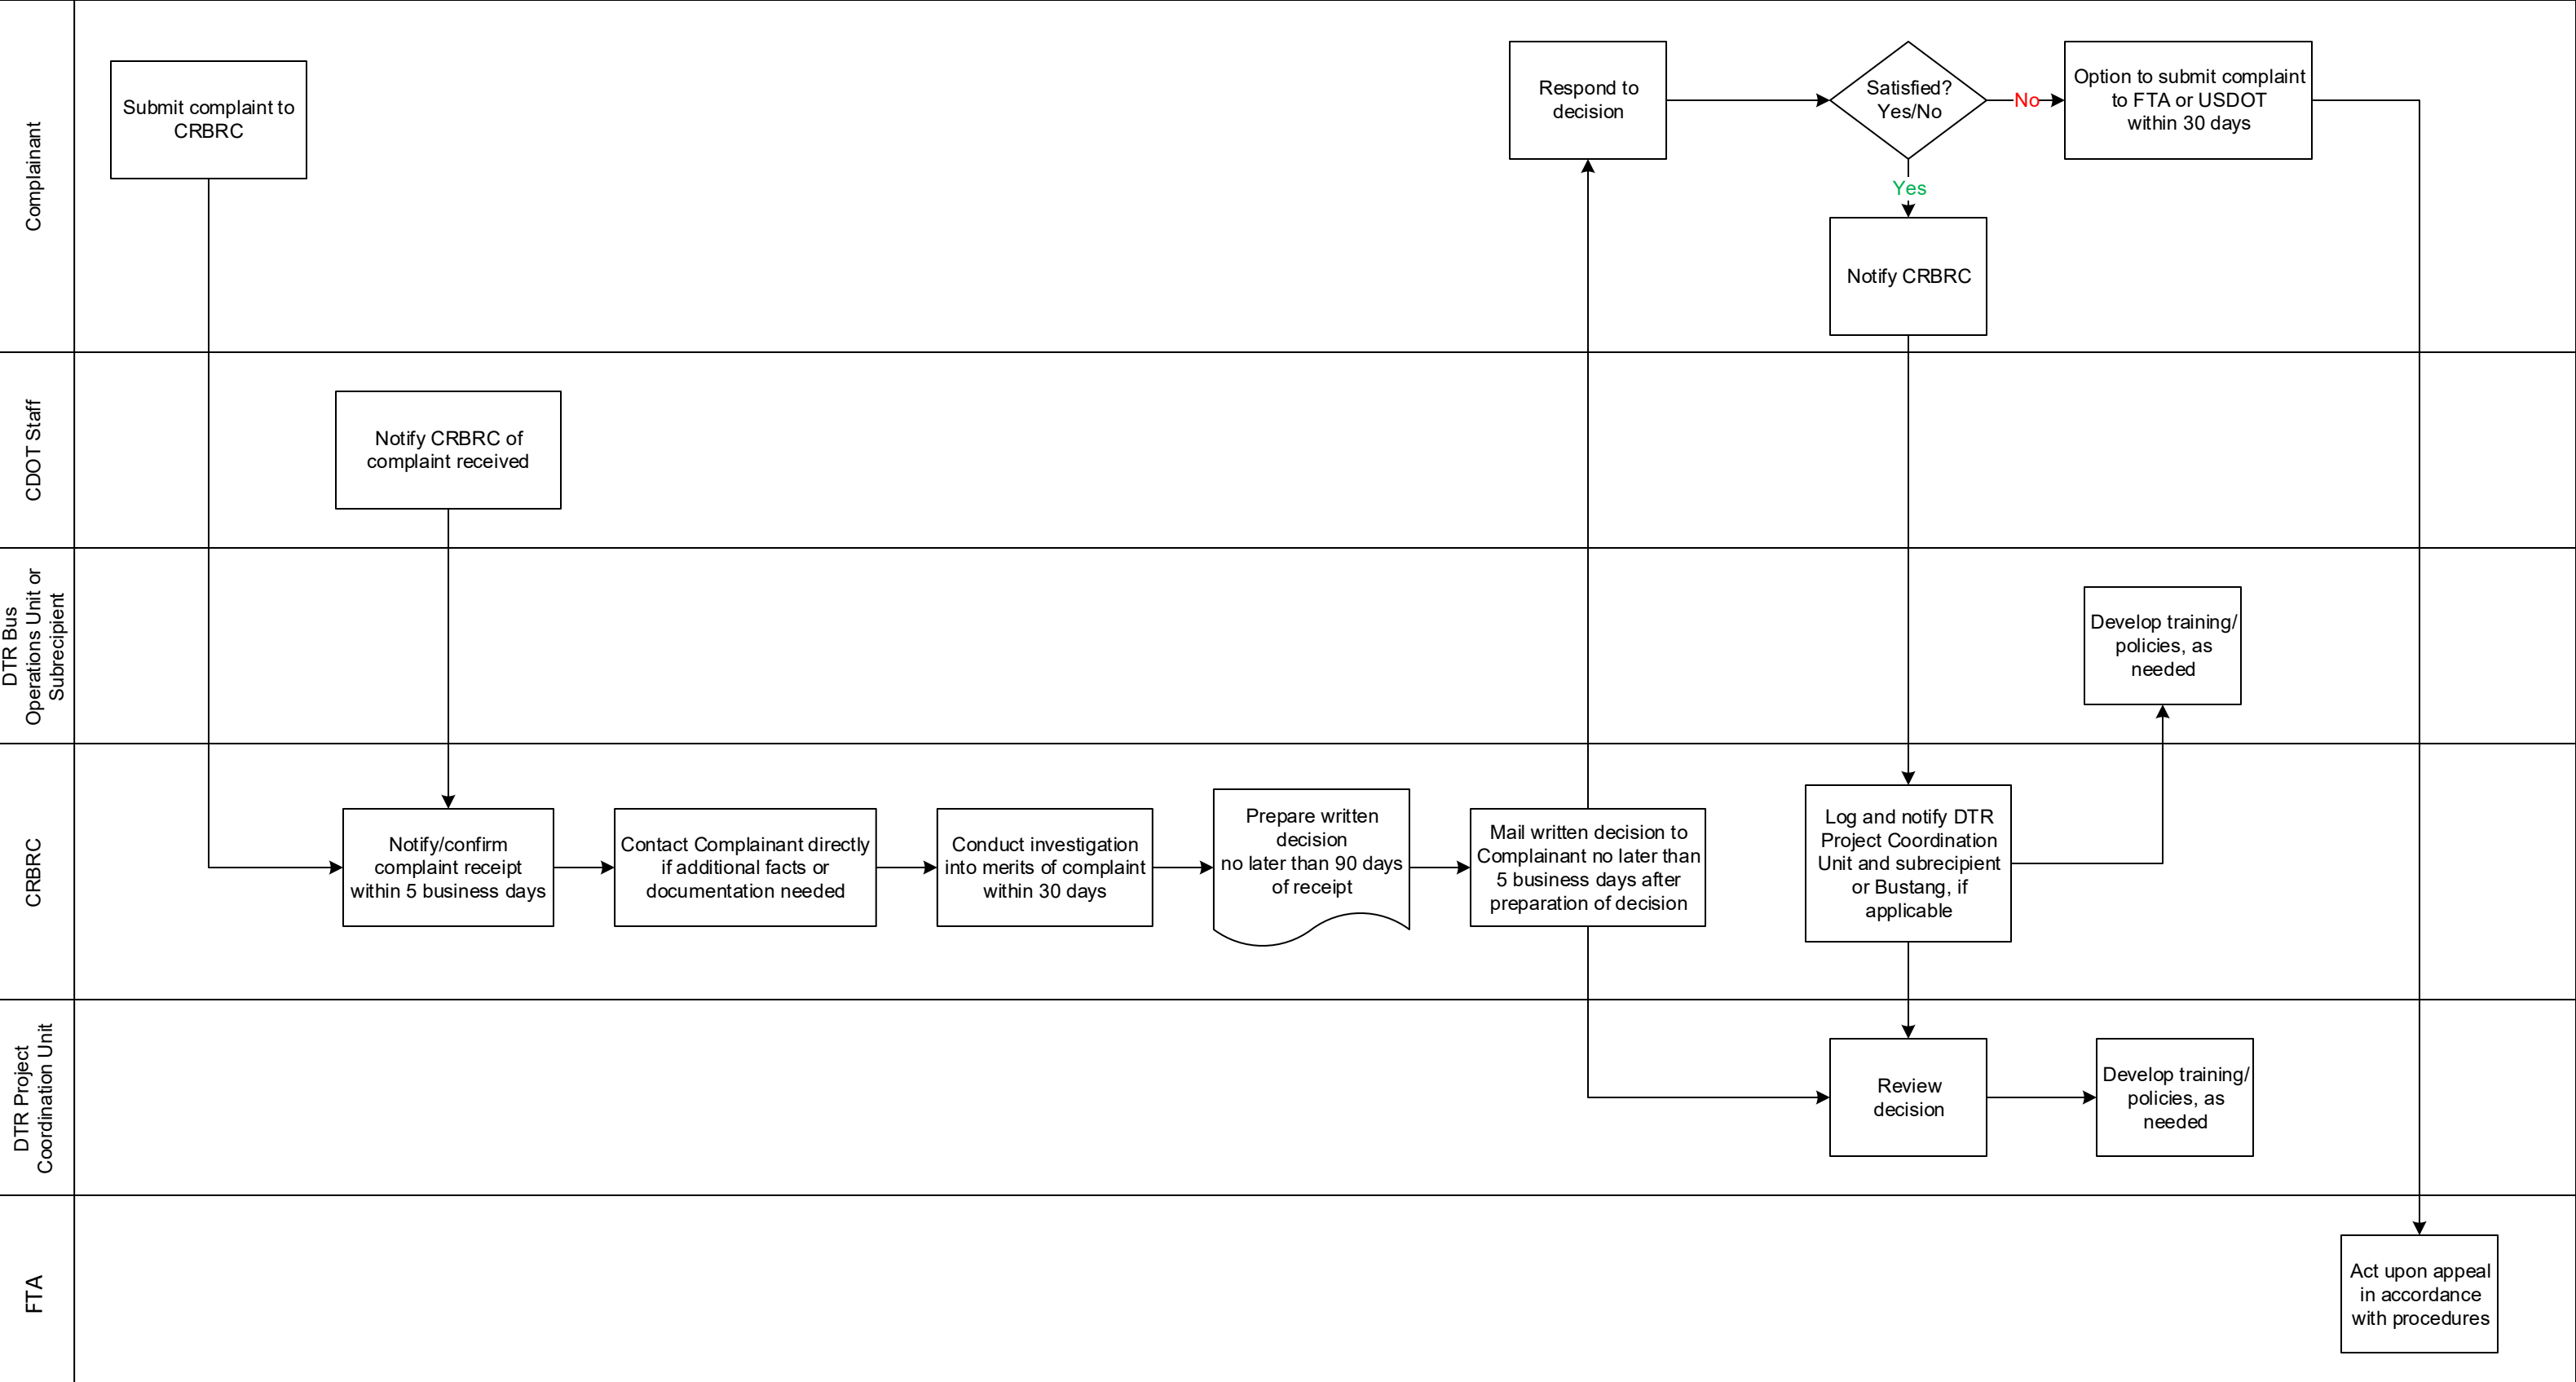 Complainant
Submit complaint to
CRBRC
Respond to
decision
Satisfied?
Yes/No
No
Option to submit complaint
to FTA or USDOT
within 30 days
Yes
Notify CRBRC
CDOT Staff
Notify CRBRC of
complaint received
DTR Bus
Operations Unit or
Subrecipient
Develop training/
policies, as
needed
CRBRC
Notify/confirm
complaint receipt
within 5 business days
Contact Complainant directly
if additional facts or
documentation needed
Conduct investigation
into merits of complaint
within 30 days
Prepare written
decision
no later than 90 days
of receipt
Mail written decision to
Complainant no later than
5 business days after
preparation of decision
Log and notify DTR
Project Coordination
Unit and subrecipient
or Bustang, if
applicable
DTR Project
Coordination Unit
Review
decision
Develop training/
policies, as
needed
FTA
Act upon appeal
in accordance
with procedures